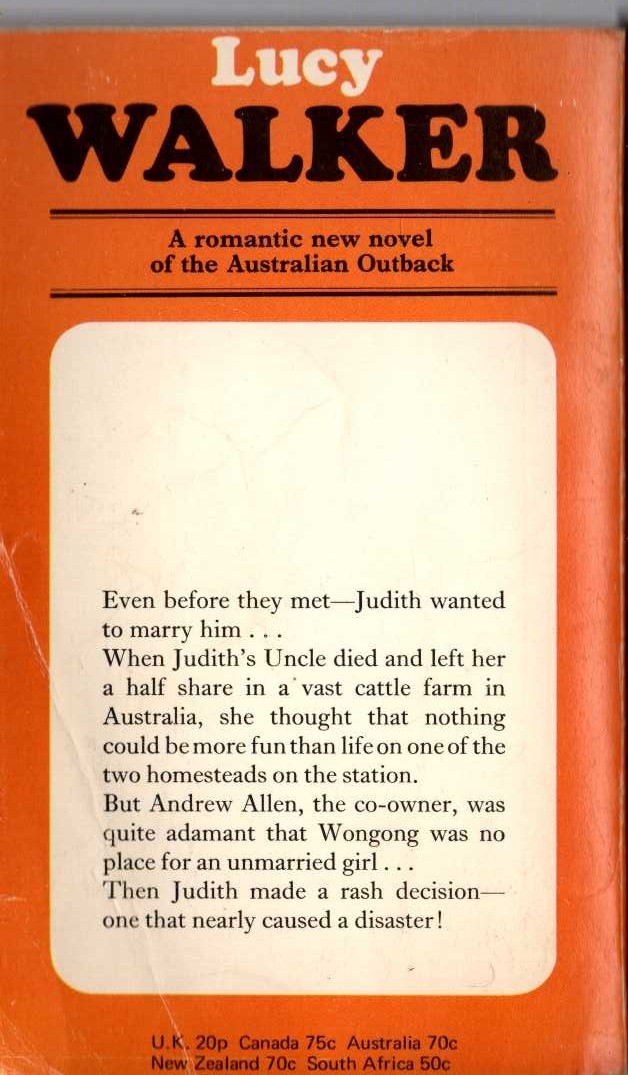 Lucy
WALKER
A romantic new novel
of the Australian Outback
Even before they met—Judith wanted
to marry him . . .
When Judith's Uncle died and left her
a half share in a vast cattle farm in
Australia, she thought that nothing
could be more fun than life on one of the
two homesteads on the station.
But Andrew Allen, the co-owner, was
quite adamant that Wongong was no
place for an unmarried girl . . .
Then Judith made a rash decision—
one that nearly caused a disaster!
U.K. 20p Canada 75c Australia 70c
New Zealand 70c South Africa 50c